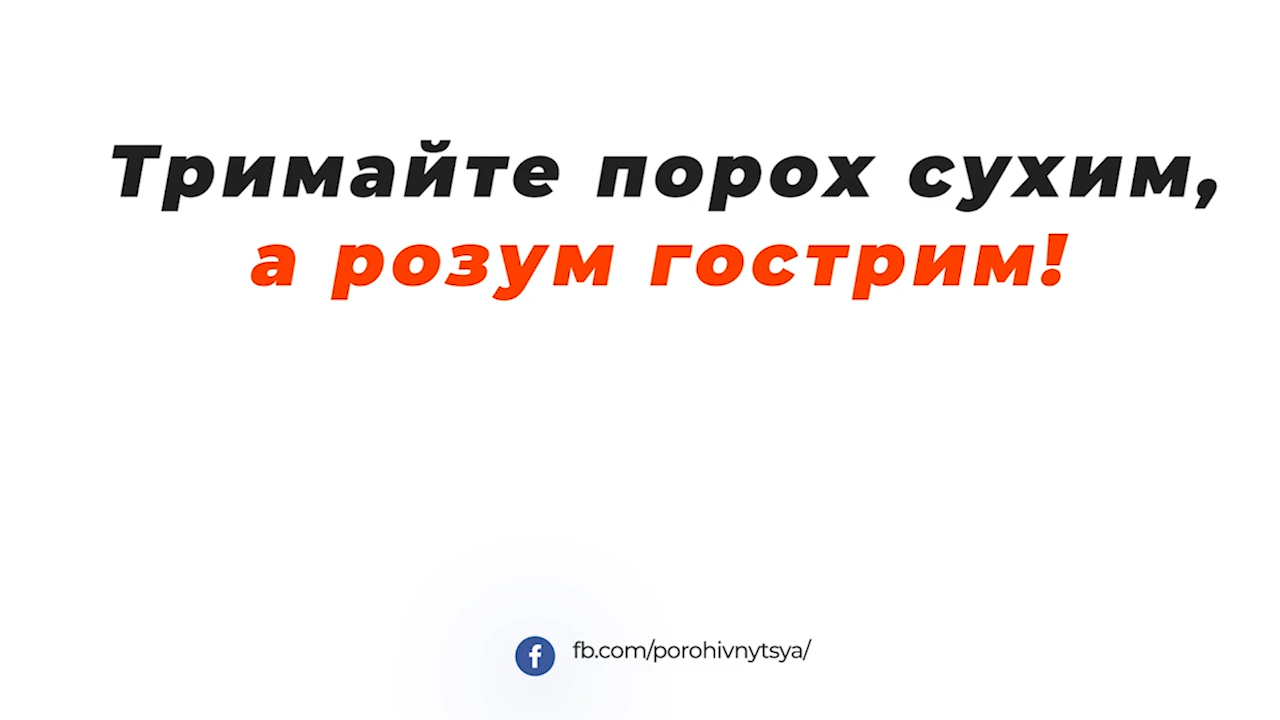 Тримайте порох сухим,
а розум гострим!
fb.com/porohivnytsya/